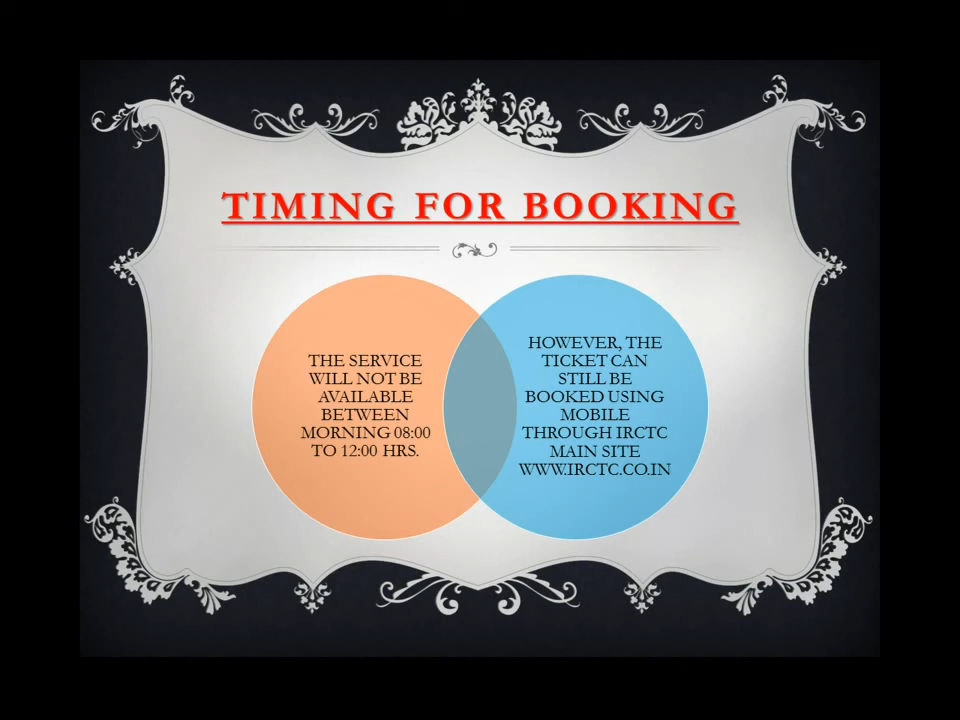 TIMING FOR BOOKING
THE SERVICE
WILL NOT BE
AVAILABLE
BETWEEN
MORNING 08:00
TO 12:00 HRS.
HOWEVER, THE
TICKET CAN
STILL BE
BOOKED USING
MOBILE
THROUGH IRCTC
MAIN SITE
WWW.IRCTC.CO.IN